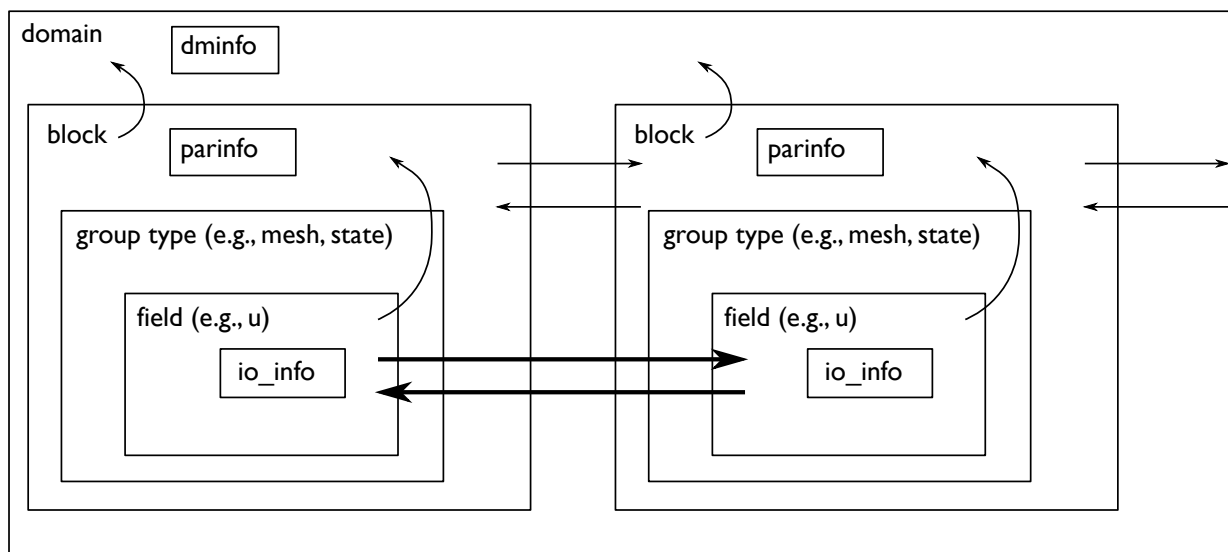 domain
dminfo
block
parinfo
group type (e.g., mesh, state)
field (e.g., u)
io_info
block
parinfo
group type (e.g., mesh, state)
field (e.g., u)
io_info